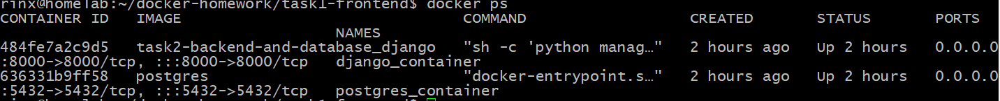 rinx@homelab:~/docker-homework/task1-frontend$ docker ps
CONTAINER ID   IMAGE                                  COMMAND                  CREATED       STATUS       PORTS
NAMES
484fe7a2c9d5   task2-backend-and-database_django   "sh -c 'python manag…"   2 hours ago   Up 2 hours   0.0.0.0
:8000->8000/tcp, :::8000->8000/tcp   django_container
636331b9ff58   postgres                               "docker-entrypoint.s…"   2 hours ago   Up 2 hours   0.0.0.0
:5432->5432/tcp, :::5432->5432/tcp   postgres_container